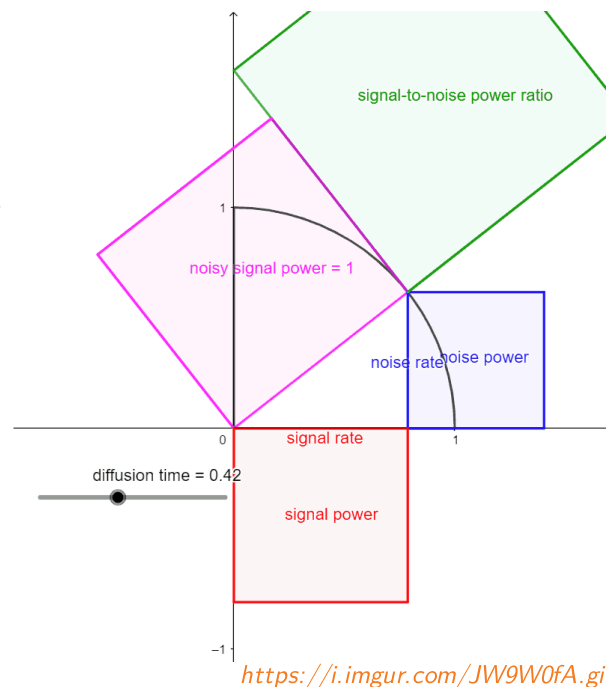 signal-to-noise power ratio
1
noisy signal power = 1
noise rate
noise power
0
signal rate
1
diffusion time = 0.42
signal power
−1
https://i.imgur.com/JW9W0fA.gi